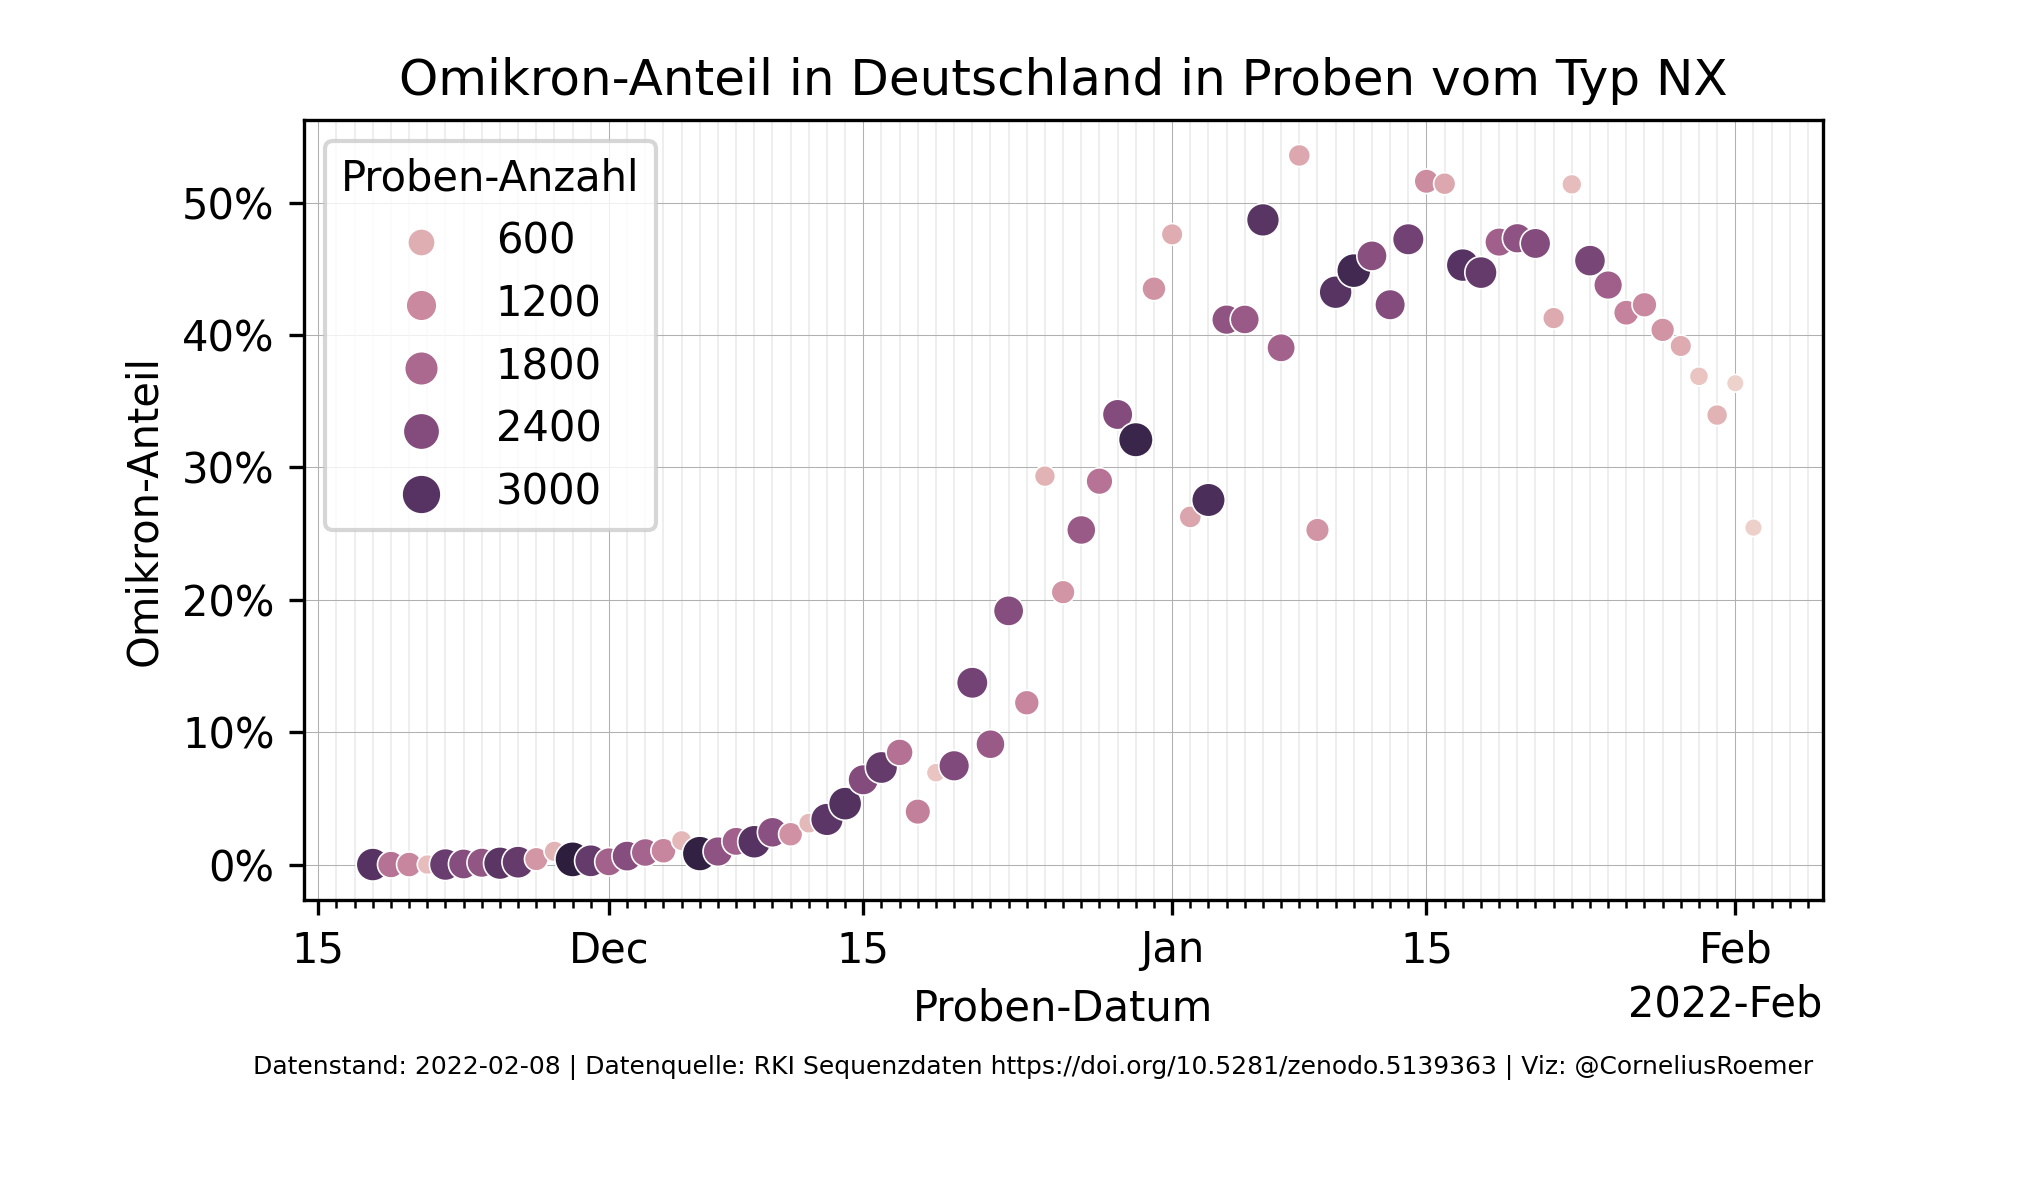 Omikron-Anteil in Deutschland in Proben vom Typ NX
Proben-Anzahl
600
1200
1800
2400
3000
50%
40%
30%
20%
10%
0%
Omikron-Anteil
15 Dec 15 Jan 15 Feb
Proben-Datum
2022-Feb
Datenstand: 2022-02-08 | Datenquelle: RKI Sequenzdaten https://doi.org/10.5281/zenodo.5139363 | Viz: @CorneliusRoemer